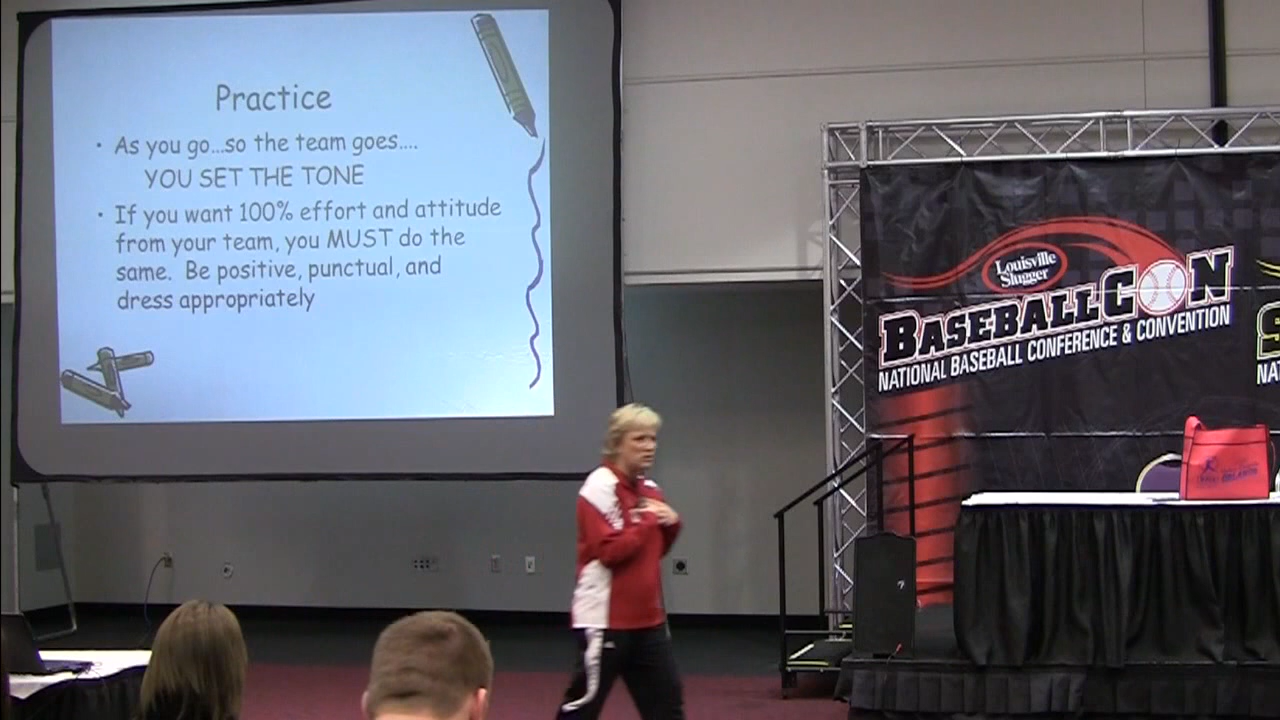 Practice
• As you go...so the team goes....
YOU SET THE TONE
• If you want 100% effort and attitude
from your team, you MUST do the
same. Be positive, punctual, and
dress appropriately
Louisville
Slugger
BASEBALLCON
NATIONAL BASEBALL CONFERENCE & CONVENTION
S
NA
ORLANDO